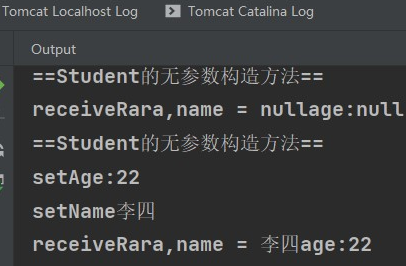 Tomcat Localhost Log Tomcat Catalina Log
Output
==Student的无参数构造方法==
receiveRara,name = nullage:null
==Student的无参数构造方法==
setAge:22
setName李四
receiveRara,name = 李四age:22